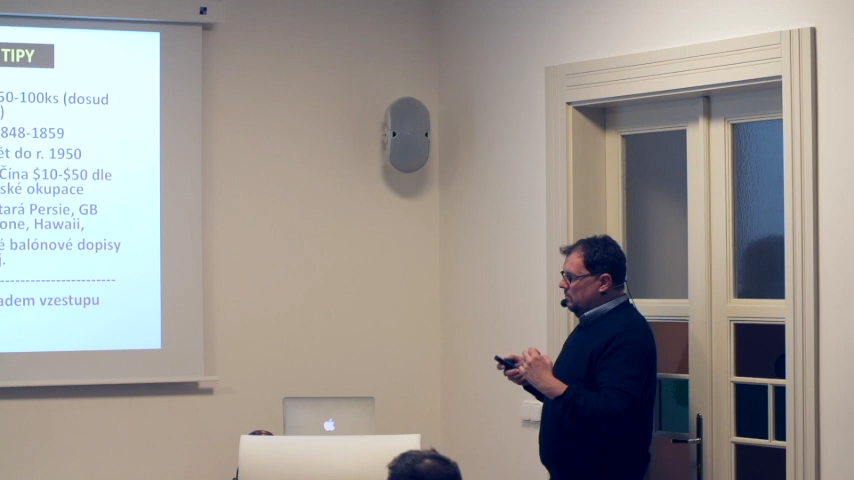 TIPY
50-100ks (dosud
)
848-1859
ět do r. 1950
Čína $10-$50 dle
ské okupace
tará Persie, GB
one, Hawaii,
é balónové dopisy
j.
-----------------------
adem vzestupu